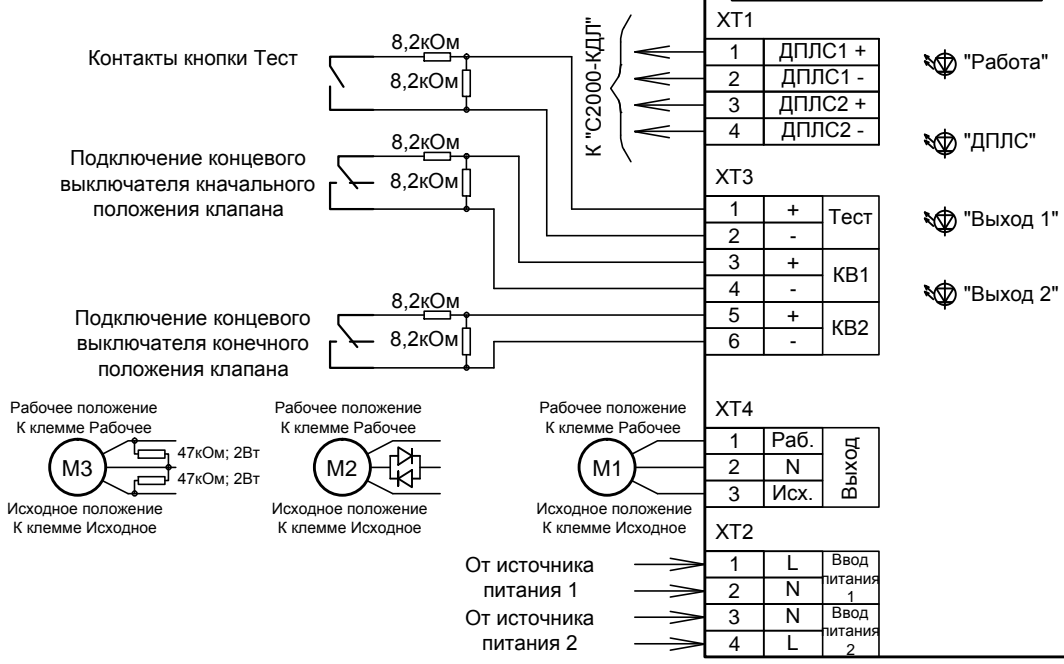 XT1
1 ДПЛС1 +
2 ДПЛС1 -
3 ДПЛС2 +
4 ДПЛС2 -
К "С2000-КДЛ"
"Работа"
"ДПЛС"
"Выход 1"
"Выход 2"
Контакты кнопки Тест
8,2кОм
8,2кОм
Подключение концевого
выключателя кначального
положения клапана
8,2кОм
8,2кОм
Подключение концевого
выключателя конечного
положения клапана
8,2кОм
8,2кОм
XT3
1 + Тест
2 -
3 + КВ1
4 -
5 + КВ2
6 -
Рабочее положение
К клемме Рабочее
М3
47кОм; 2Вт
47кОм; 2Вт
Исходное положение
К клемме Исходное
Рабочее положение
К клемме Рабочее
М2
Исходное положение
К клемме Исходное
Рабочее положение
К клемме Рабочее
М1
Исходное положение
К клемме Исходное
XT4
1 Раб.
2 N
3 Исх.
Выход
XT2
От источника
питания 1
От источника
питания 2
1 L
2 N
Ввод
питания
1
3 N
4 L
Ввод
питания
2